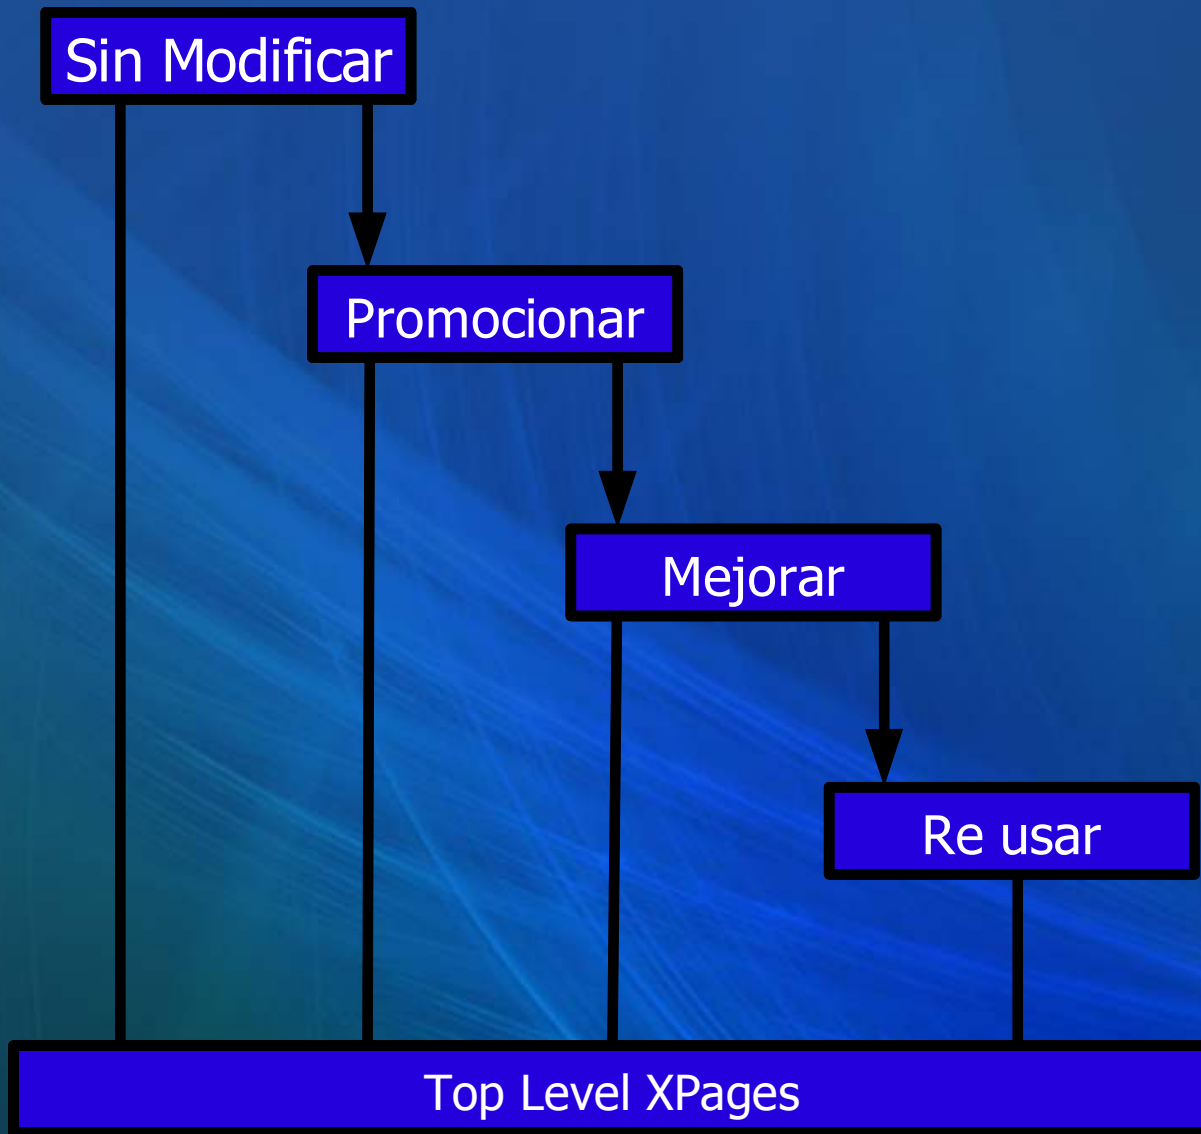 Sin Modificar
Promocionar
Mejorar
Re usar
Top Level XPages